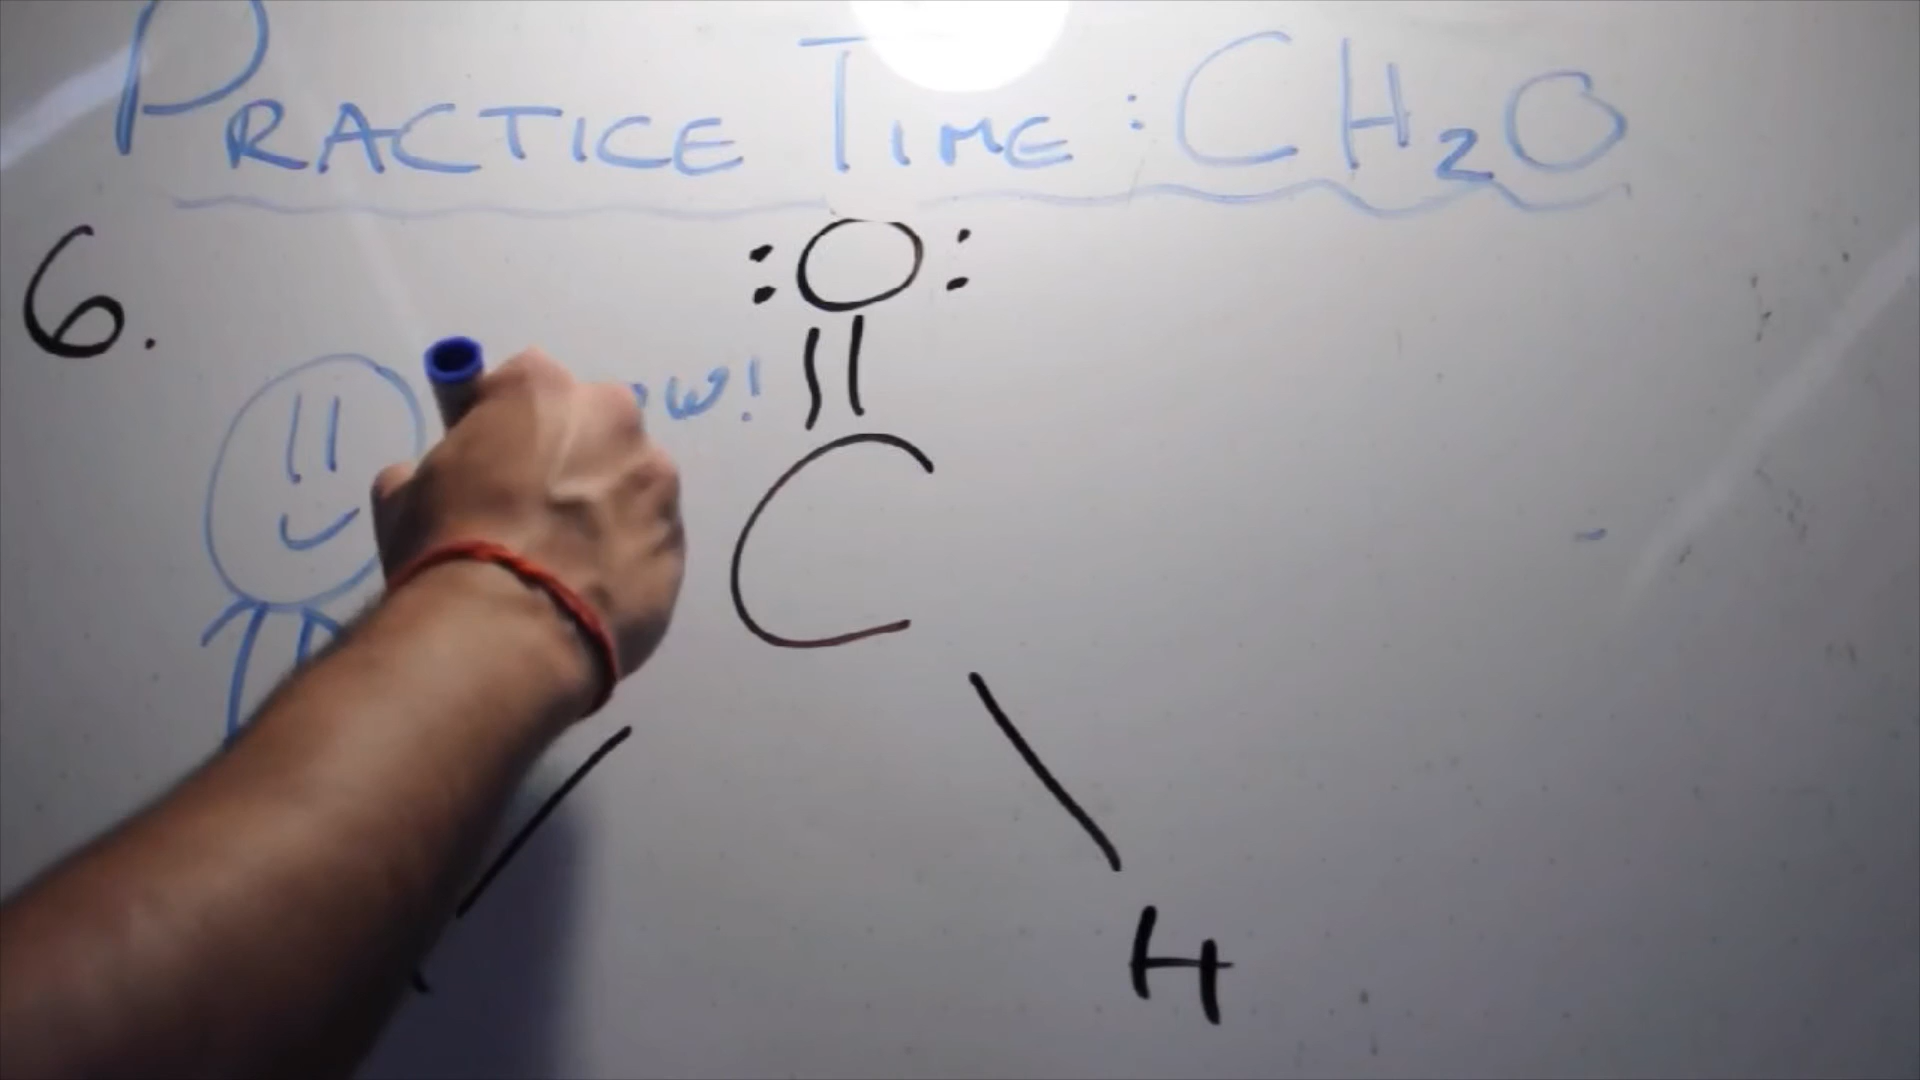 PRACTICE TIME: CH₂O
6.
:O:
C
H